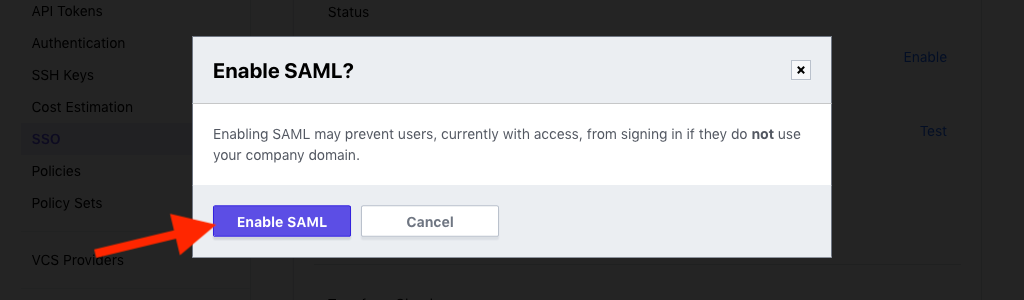 API Tokens
Status
Authentication
Enable
SSH Keys
Cost Estimation
SSO
Test
Policies
Policy Sets
VCS Providers
Enable SAML?
Enabling SAML may prevent users, currently with access, from signing in if they do not use
your company domain.
Enable SAML
Cancel